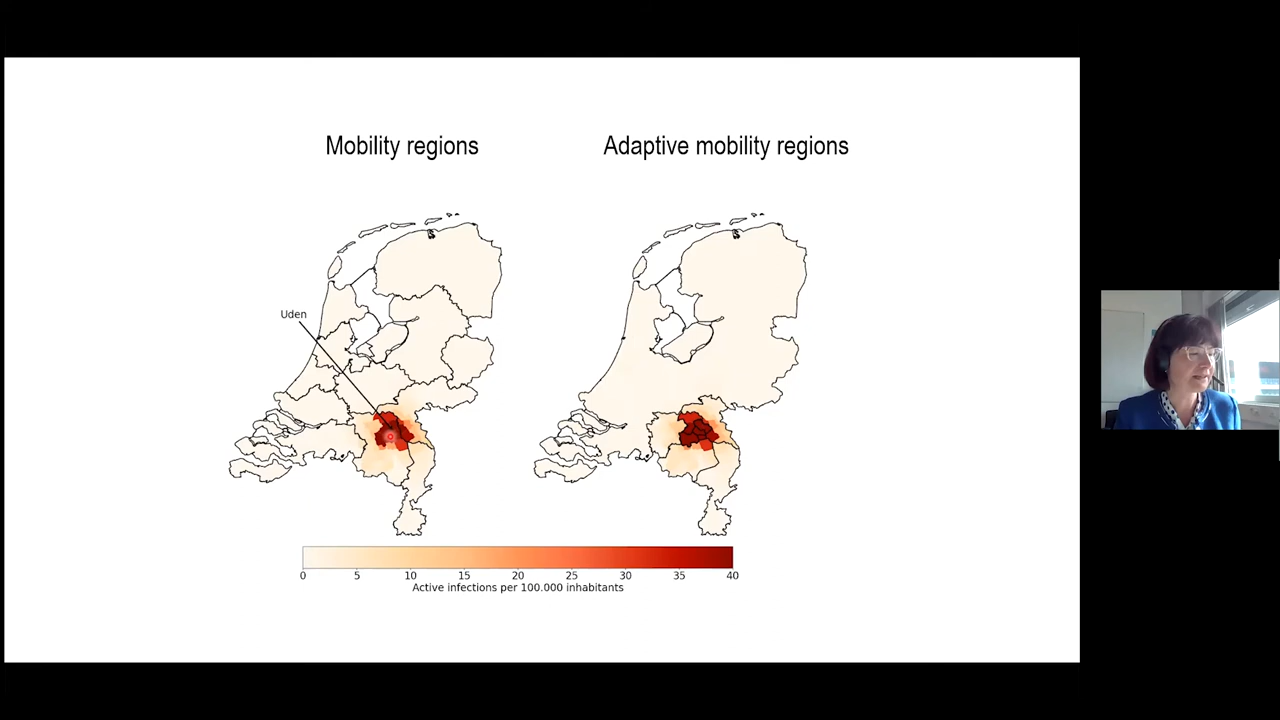 Mobility regions
Adaptive mobility regions
Uden
0 5 10 15 20 25 30 35 40
Active infections per 100.000 inhabitants